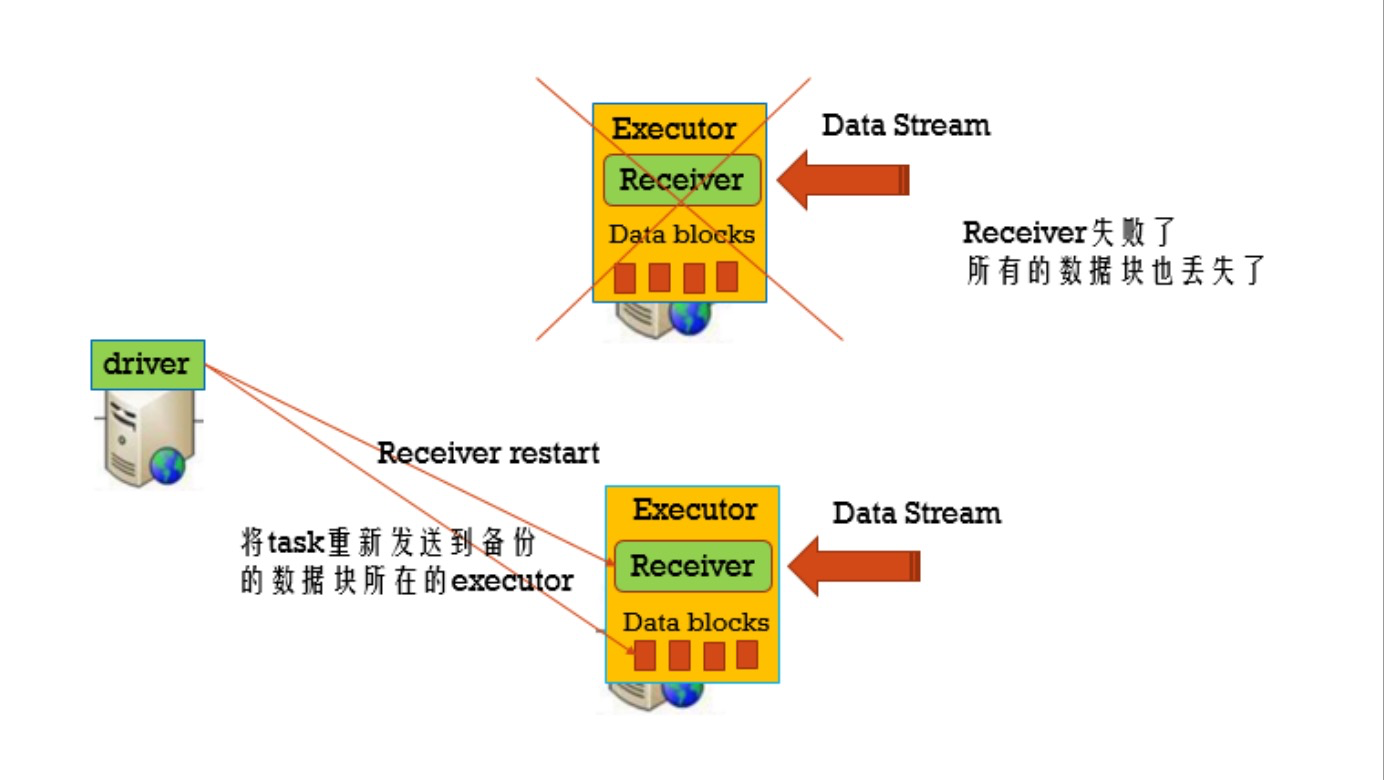 Executor
Data Stream
Receiver
Data blocks
Receiver失败了
所有的数据块也丢失了
driver
Receiver restart
将task重新发送到备份
的数据块所在的executor
Executor
Data Stream
Receiver
Data blocks